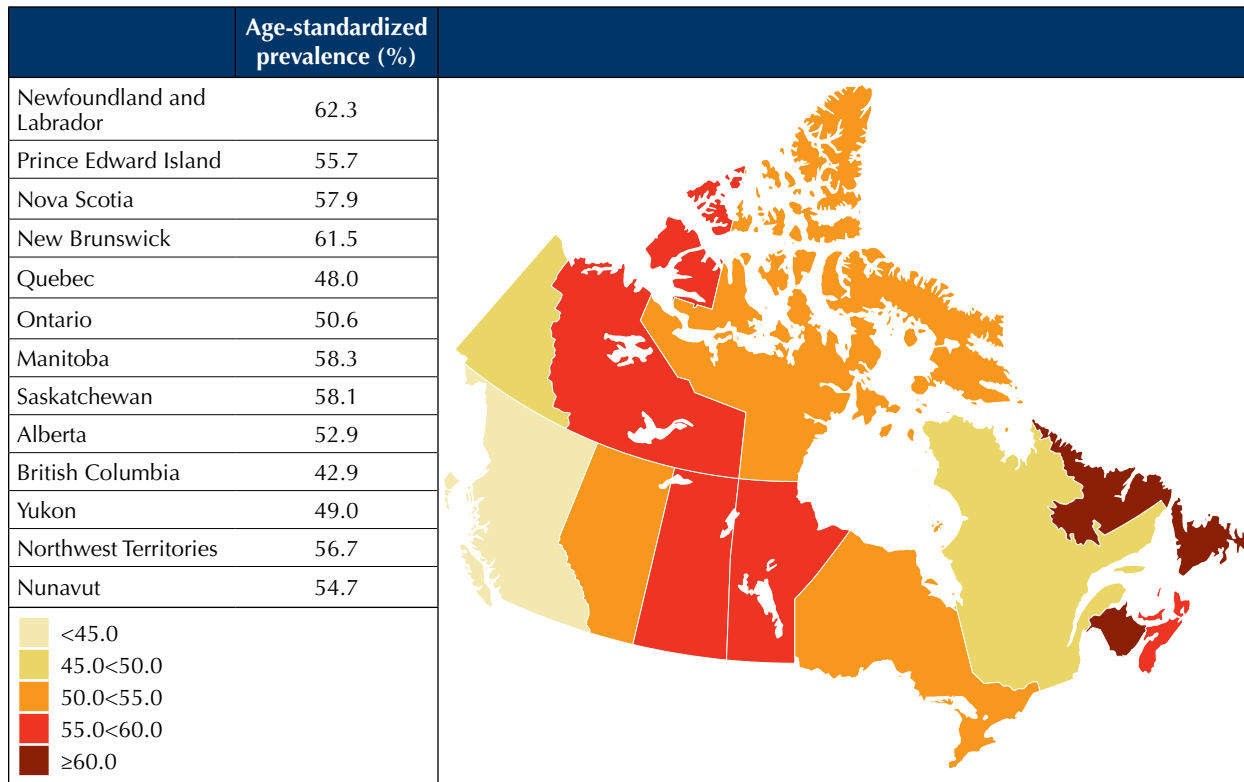 Age-standardized
prevalence (%)
Newfoundland and
Labrador
62.3
Prince Edward Island 55.7
Nova Scotia 57.9
New Brunswick 61.5
Quebec 48.0
Ontario 50.6
Manitoba 58.3
Saskatchewan 58.1
Alberta 52.9
British Columbia 42.9
Yukon 49.0
Northwest Territories 56.7
Nunavut 54.7
<45.0
45.0<50.0
50.0<55.0
55.0<60.0
≥60.0